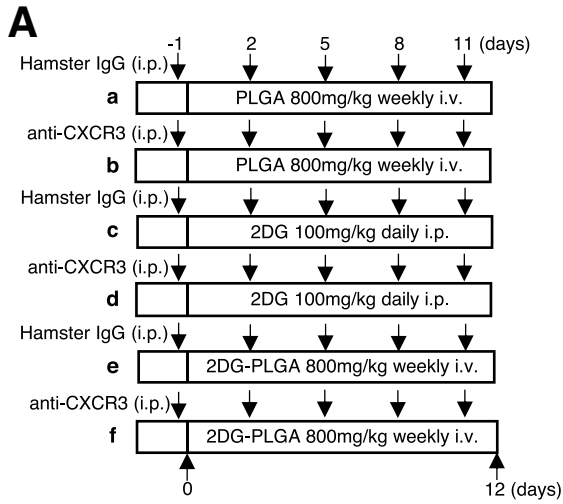 A
-1 2 5 8 11 (days)
Hamster IgG (i.p.)
a PLGA 800mg/kg weekly i.v.
anti-CXCR3 (i.p.)
b PLGA 800mg/kg weekly i.v.
Hamster IgG (i.p.)
c 2DG 100mg/kg daily i.p.
anti-CXCR3 (i.p.)
d 2DG 100mg/kg daily i.p.
Hamster IgG (i.p.)
e 2DG-PLGA 800mg/kg weekly i.v.
anti-CXCR3 (i.p.)
f 2DG-PLGA 800mg/kg weekly i.v.
0 12 (days)